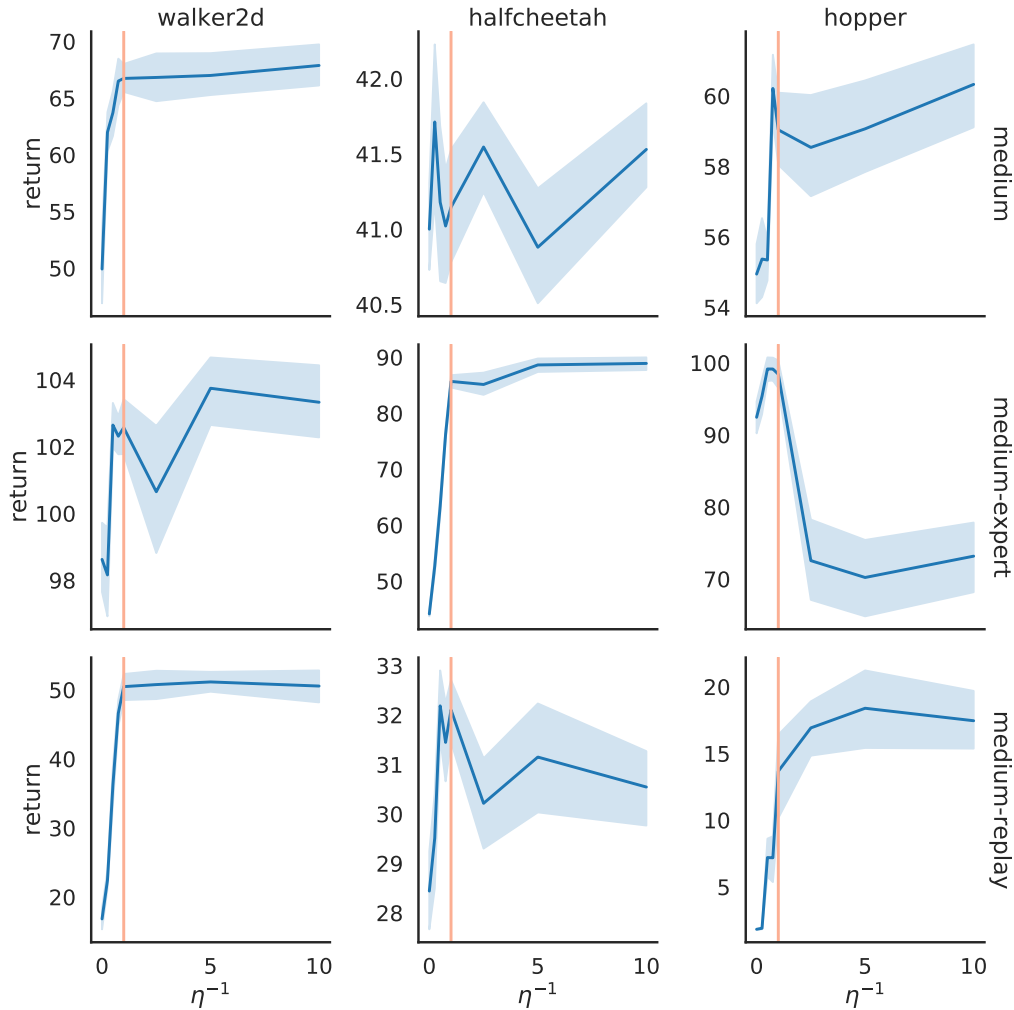 walker2d
halfcheetah
hopper
70
65
60
55
50
return
42.0
41.5
41.0
40.5
60
58
56
54
medium
104
102
100
98
return
90
80
70
60
50
100
90
80
70
medium-expert
50
40
30
20
return
33
32
31
30
29
28
20
15
10
5
medium-replay
0 5 10
0 5 10
0 5 10
η⁻¹
η⁻¹
η⁻¹